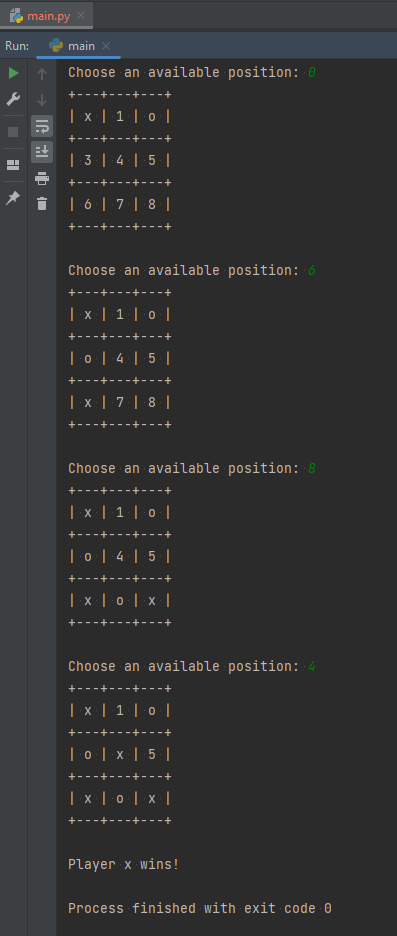 main.py
Run: main
Choose an available position: 0
+---+---+---+
| x | 1 | o |
+---+---+---+
| 3 | 4 | 5 |
+---+---+---+
| 6 | 7 | 8 |
+---+---+---+
Choose an available position: 6
+---+---+---+
| x | 1 | o |
+---+---+---+
| o | 4 | 5 |
+---+---+---+
| x | 7 | 8 |
+---+---+---+
Choose an available position: 8
+---+---+---+
| x | 1 | o |
+---+---+---+
| o | 4 | 5 |
+---+---+---+
| x | o | x |
+---+---+---+
Choose an available position: 4
+---+---+---+
| x | 1 | o |
+---+---+---+
| o | x | 5 |
+---+---+---+
| x | o | x |
+---+---+---+
Player x wins!
Process finished with exit code 0